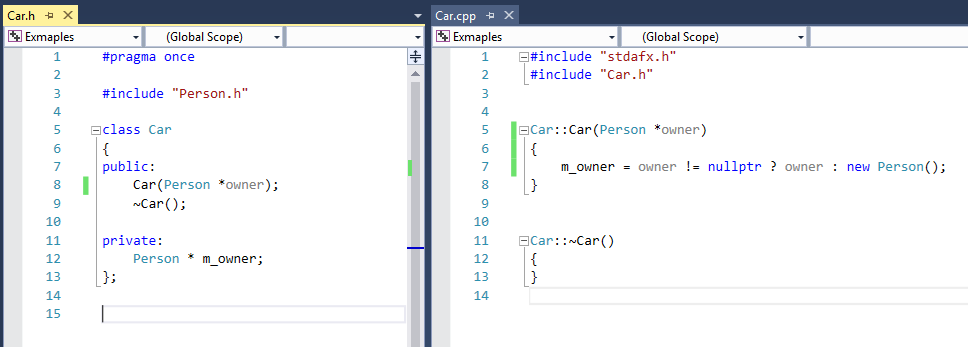 Car.h
Exmaples
(Global Scope)
1 #pragma once
2
3 #include "Person.h"
4
5 class Car
6 {
7 public:
8 Car(Person *owner);
9 ~Car();
10
11 private:
12 Person * m_owner;
13 };
14
15
Car.cpp
Exmaples
(Global Scope)
1 #include "stdafx.h"
2 #include "Car.h"
3
4
5 Car::Car(Person *owner)
6 {
7 m_owner = owner != nullptr ? owner : new Person();
8 }
9
10
11 Car::~Car()
12 {
13 }
14